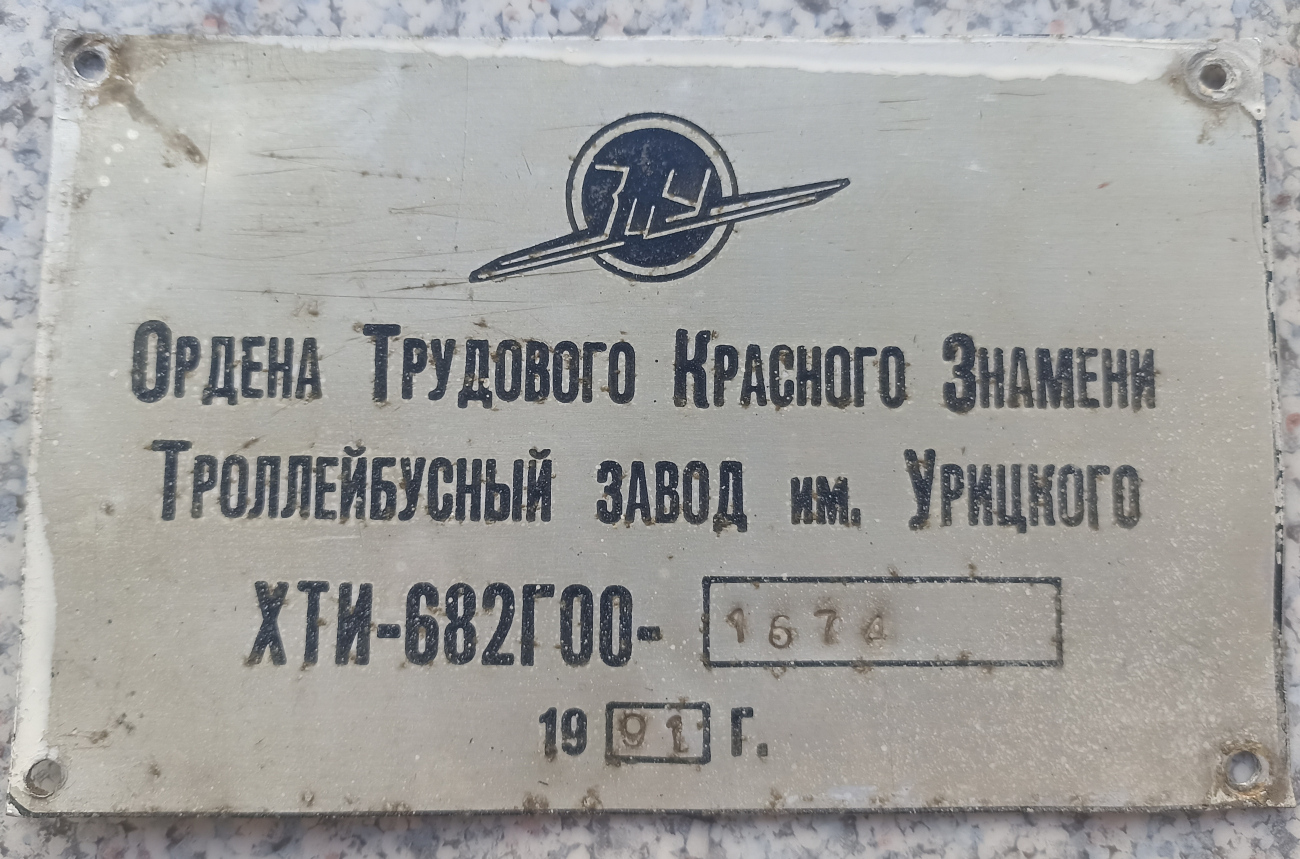 ЗиУ
Ордена Трудового Красного Знамени
Троллейбусный завод им. Урицкого
ХТИ-682Г00- 1674
1991 г.